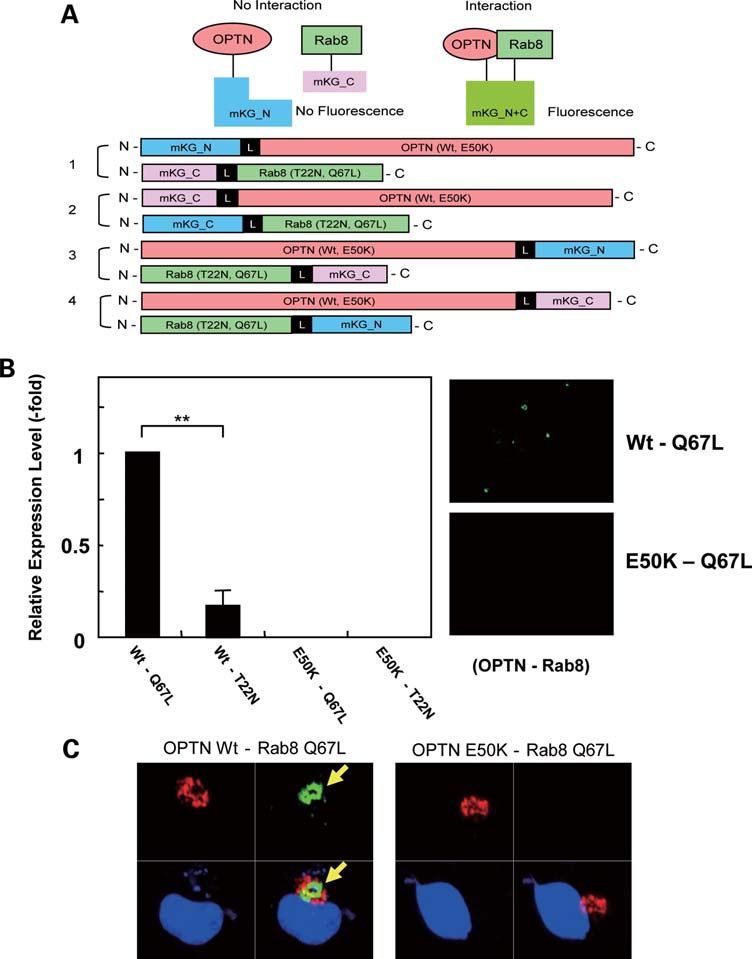 A
No Interaction
Interaction
OPTN
Rab8
OPTN
Rab8
mKG_C
mKG_N
No Fluorescence
mKG_N+C
Fluorescence
1
N - mKG_N L OPTN (Wt, E50K) - C
N - mKG_C L Rab8 (T22N, Q67L) - C
2
N - mKG_C L OPTN (Wt, E50K) - C
N - mKG_C L Rab8 (T22N, Q67L) - C
3
N - OPTN (Wt, E50K) L mKG_N - C
N - Rab8 (T22N, Q67L) L mKG_C - C
4
N - OPTN (Wt, E50K) L mKG_C - C
N - Rab8 (T22N, Q67L) L mKG_N - C
B
Relative Expression Level (-fold)
1
0.5
0
**
Wt - Q67L
Wt - T22N
E50K - Q67L
E50K - T22N
Wt - Q67L
E50K – Q67L
(OPTN - Rab8)
C
OPTN Wt - Rab8 Q67L
OPTN E50K - Rab8 Q67L